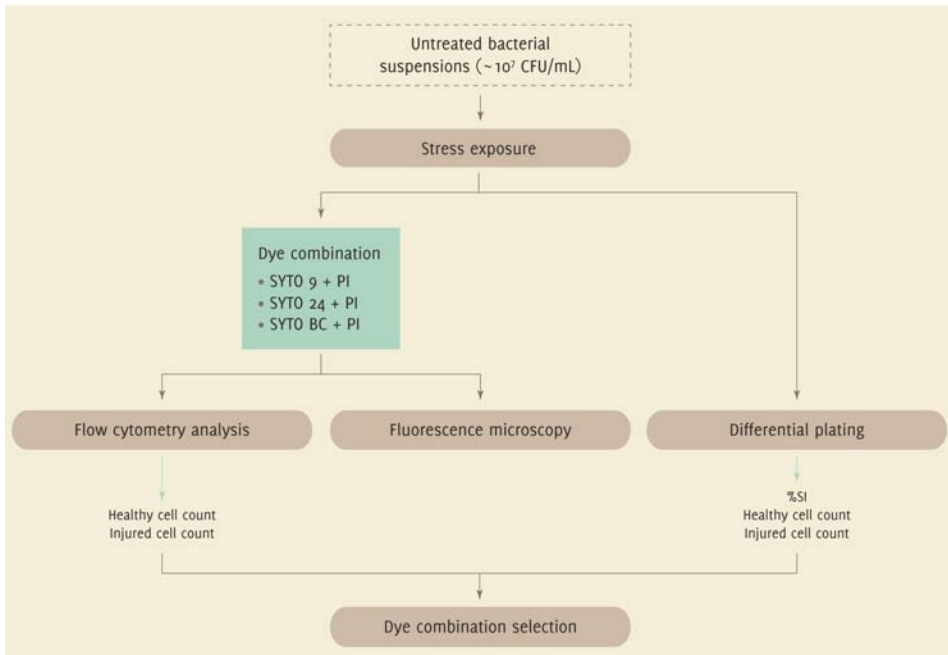 Untreated bacterial
suspensions (~10⁷ CFU/mL)
Stress exposure
Dye combination
• SYTO 9 + PI
• SYTO 24 + PI
• SYTO BC + PI
Flow cytometry analysis
Fluorescence microscopy
Differential plating
Healthy cell count
Injured cell count
%SI
Healthy cell count
Injured cell count
Dye combination selection